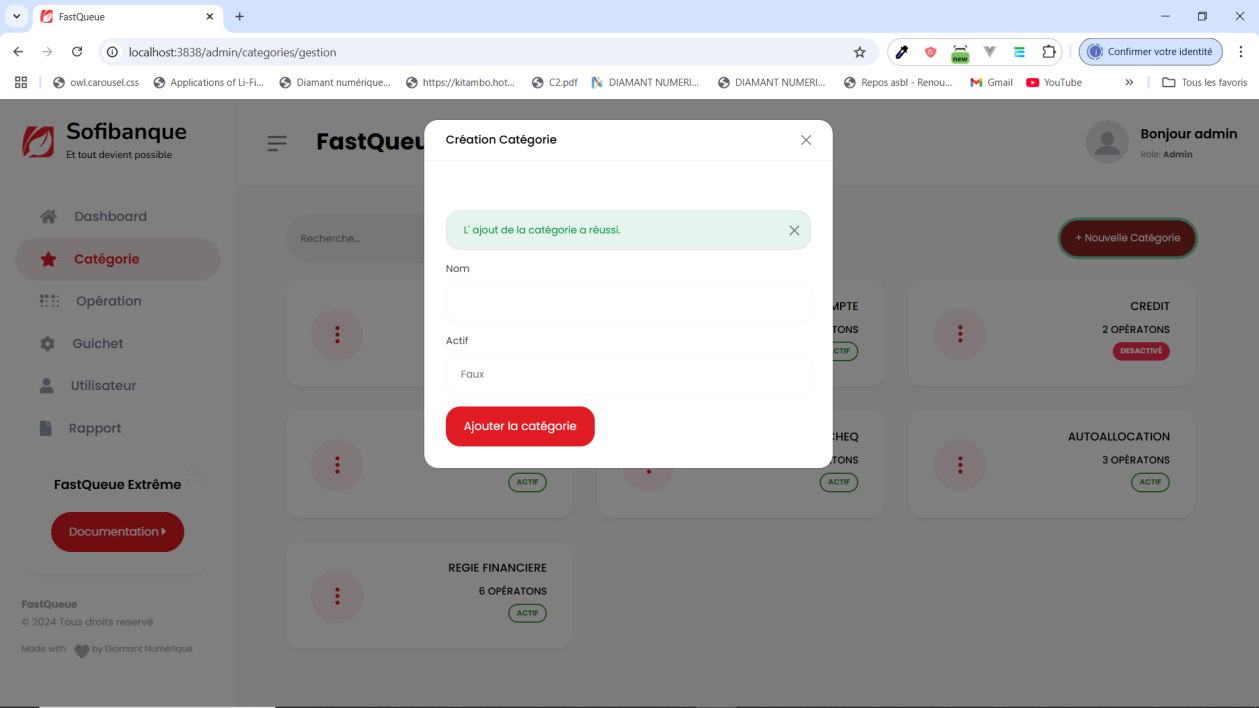 FastQueue
localhost:3838/admin/categories/gestion
new
Confirmer votre identité
owl.carousel.css
Applications of Li-Fi...
Diamant numérique...
https://kitambo.hot...
C2.pdf
DIAMANT NUMERI...
DIAMANT NUMERI...
Repos asbl - Renou...
Gmail
YouTube
»
Tous les favoris
Sofibanque
Et tout devient possible
FastQueu
Bonjour admin
Role: Admin
Dashboard
Catégorie
Opération
Guichet
Utilisateur
Rapport
FastQueue Extrême
Documentation
FastQueue
© 2024 Tous droits reservé
Made with by Diamant Numérique
Recherche...
+ Nouvelle Catégorie
Création Catégorie
L' ajout de la catégorie a réussi.
Nom
Actif
Faux
Ajouter la catégorie
MPTE
TONS
CTIF
CREDIT
2 OPÉRATONS
DESACTIVÉ
ACTIF
CHEQ
TONS
ACTIF
AUTOALLOCATION
3 OPÉRATONS
ACTIF
REGIE FINANCIERE
6 OPÉRATONS
ACTIF